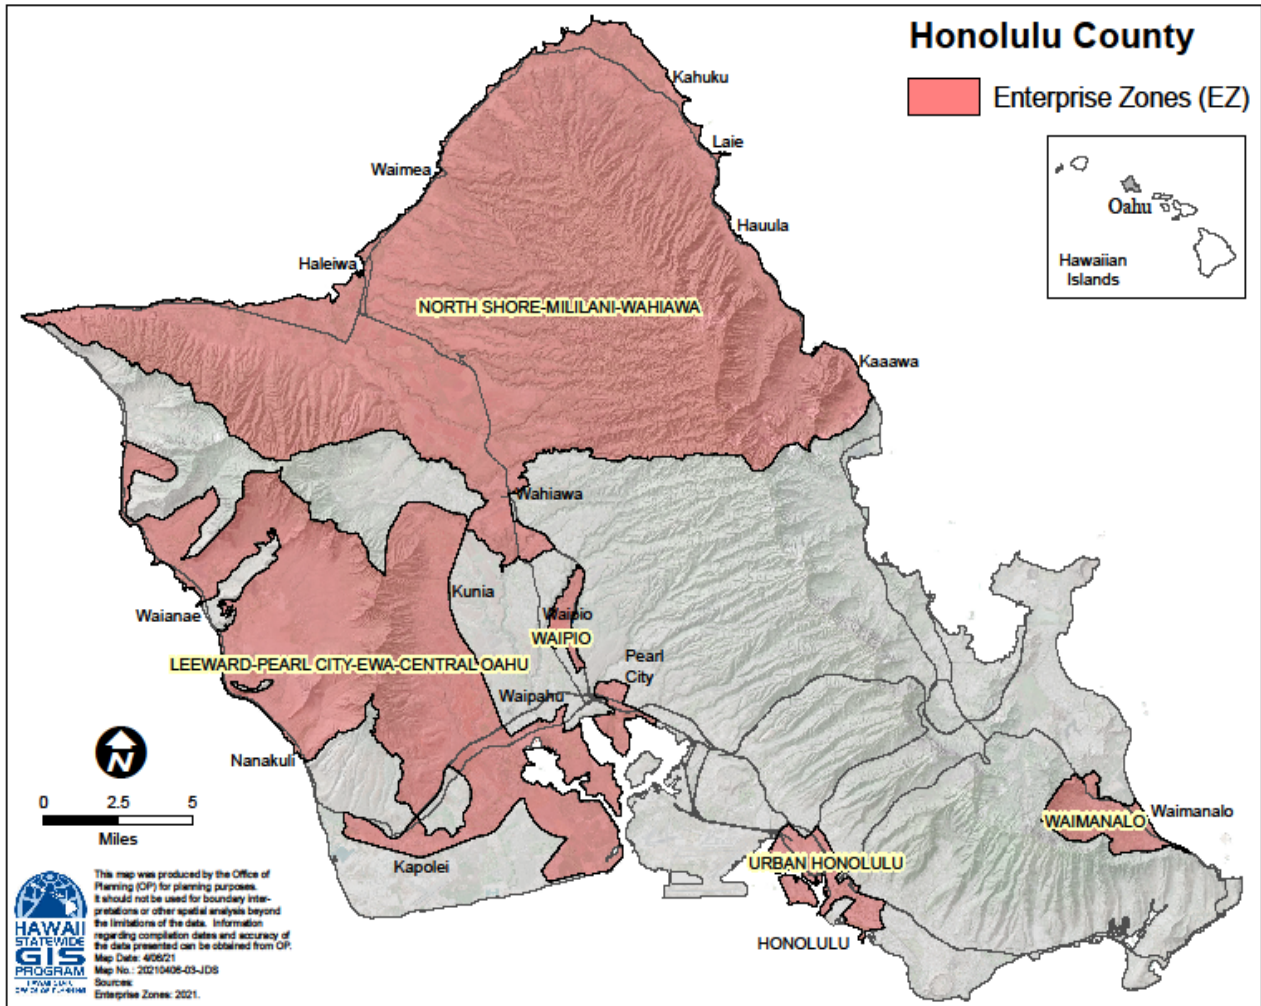 Honolulu County
Enterprise Zones (EZ)
Kahuku
Laie
Waimea
Oahu
Hauula
Hawaiian
Islands
Haleiwa
NORTH SHORE-MILILANI-WAHIAWA
Kaaawa
Wahiawa
Kunia
Waianae
Waipio
WAIPIO
LEEWARD-PEARL CITY-EWA-CENTRAL OAHU
Pearl
City
Waipahu
N
Nanakuli
0 2.5 5
Miles
Waimanalo
WAIMANALO
URBAN HONOLULU
Kapolei
HONOLULU
This map was produced by the Office of
Planning (OP) for planning purposes.
It should not be used for boundary inter-
pretations or other spatial analysis beyond
the limitations of the data. Information
regarding compilation dates and accuracy of
the data presented can be obtained from OP.
Map Date: 4/06/21
Map No.: 20210406-03-JDS
Sources:
Enterprise Zones: 2021.
HAWAII
STATEWIDE
GIS
PROGRAM